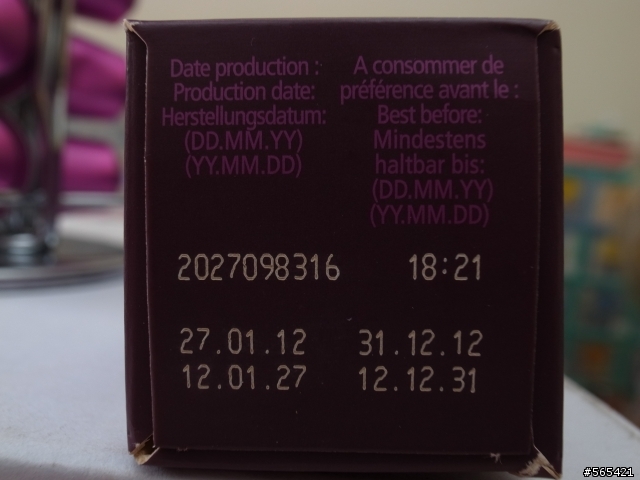 Date production :
Production date:
Herstellungsdatum:
(DD.MM.YY)
(YY.MM.DD)
A consommer de
préférence avant le :
Best before:
Mindestens
haltbar bis:
(DD.MM.YY)
(YY.MM.DD)
2027098316 18:21
27.01.12 31.12.12
12.01.27 12.12.31
#565421